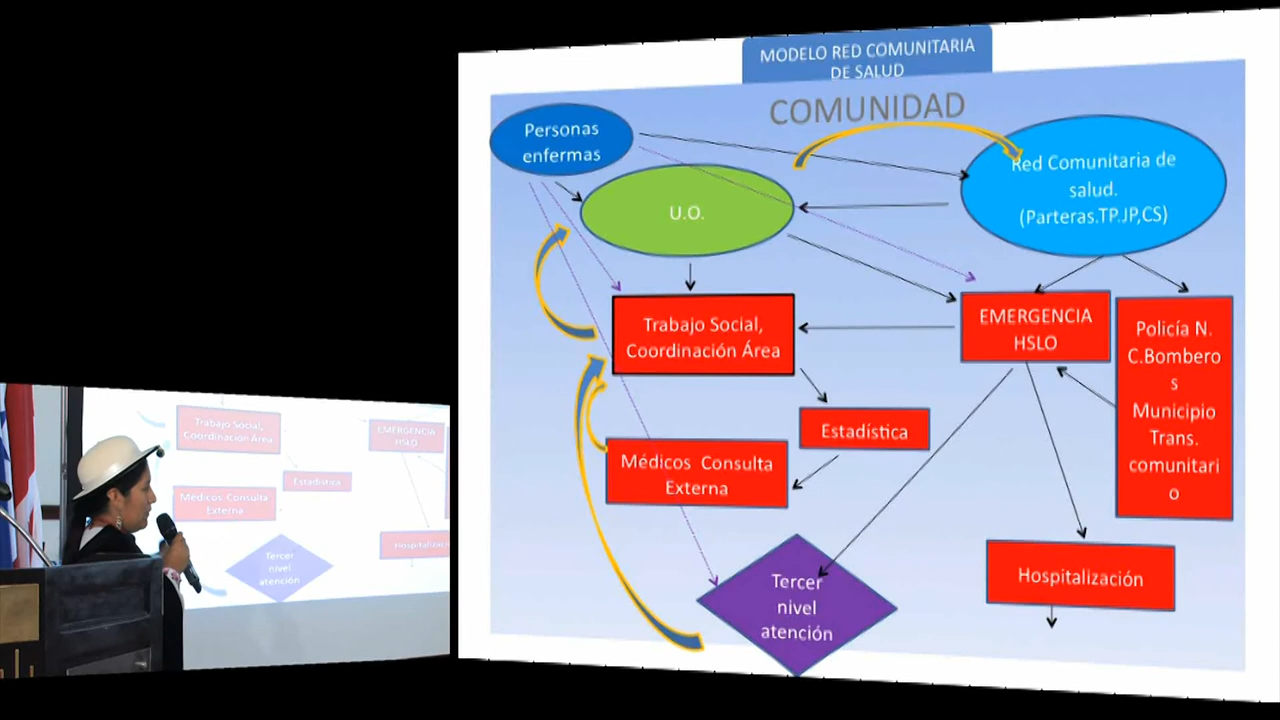 MODELO RED COMUNITARIA
DE SALUD
COMUNIDAD
Personas
enfermas
Red Comunitaria de
salud.
(Parteras.TP.JP,CS)
U.O.
Trabajo Social,
Coordinación Área
EMERGENCIA
HSLO
Policía N.
C.Bombero
s
Municipio
Trans.
comunitari
o
Estadística
Médicos Consulta
Externa
Tercer
nivel
atención
Hospitalización
Trabajo Social,
Coordinación Área
EMERGENCIA
HSLO
Estadística
Médicos Consulta
Externa
Tercer
nivel
atención